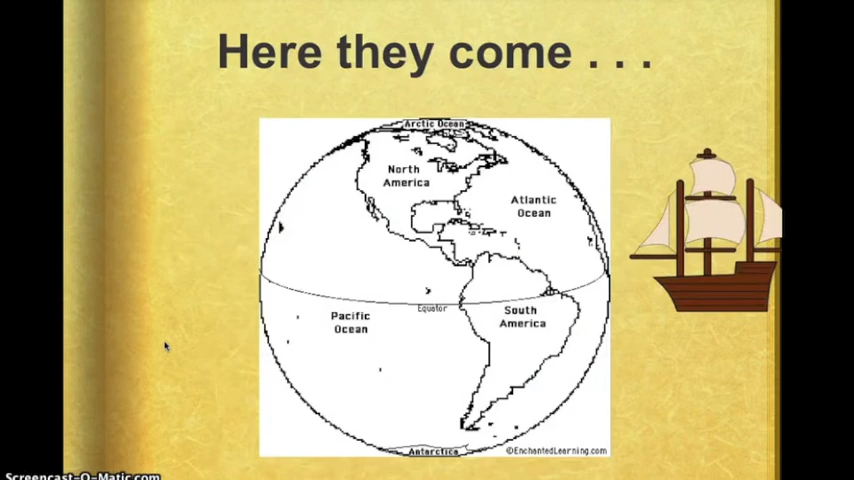 Here they come . . .
Arctic Ocean
North
America
Atlantic
Ocean
Equator
Pacific
Ocean
South
America
Antarctica
©EnchantedLearning.com
Screencast-O-Matic.com